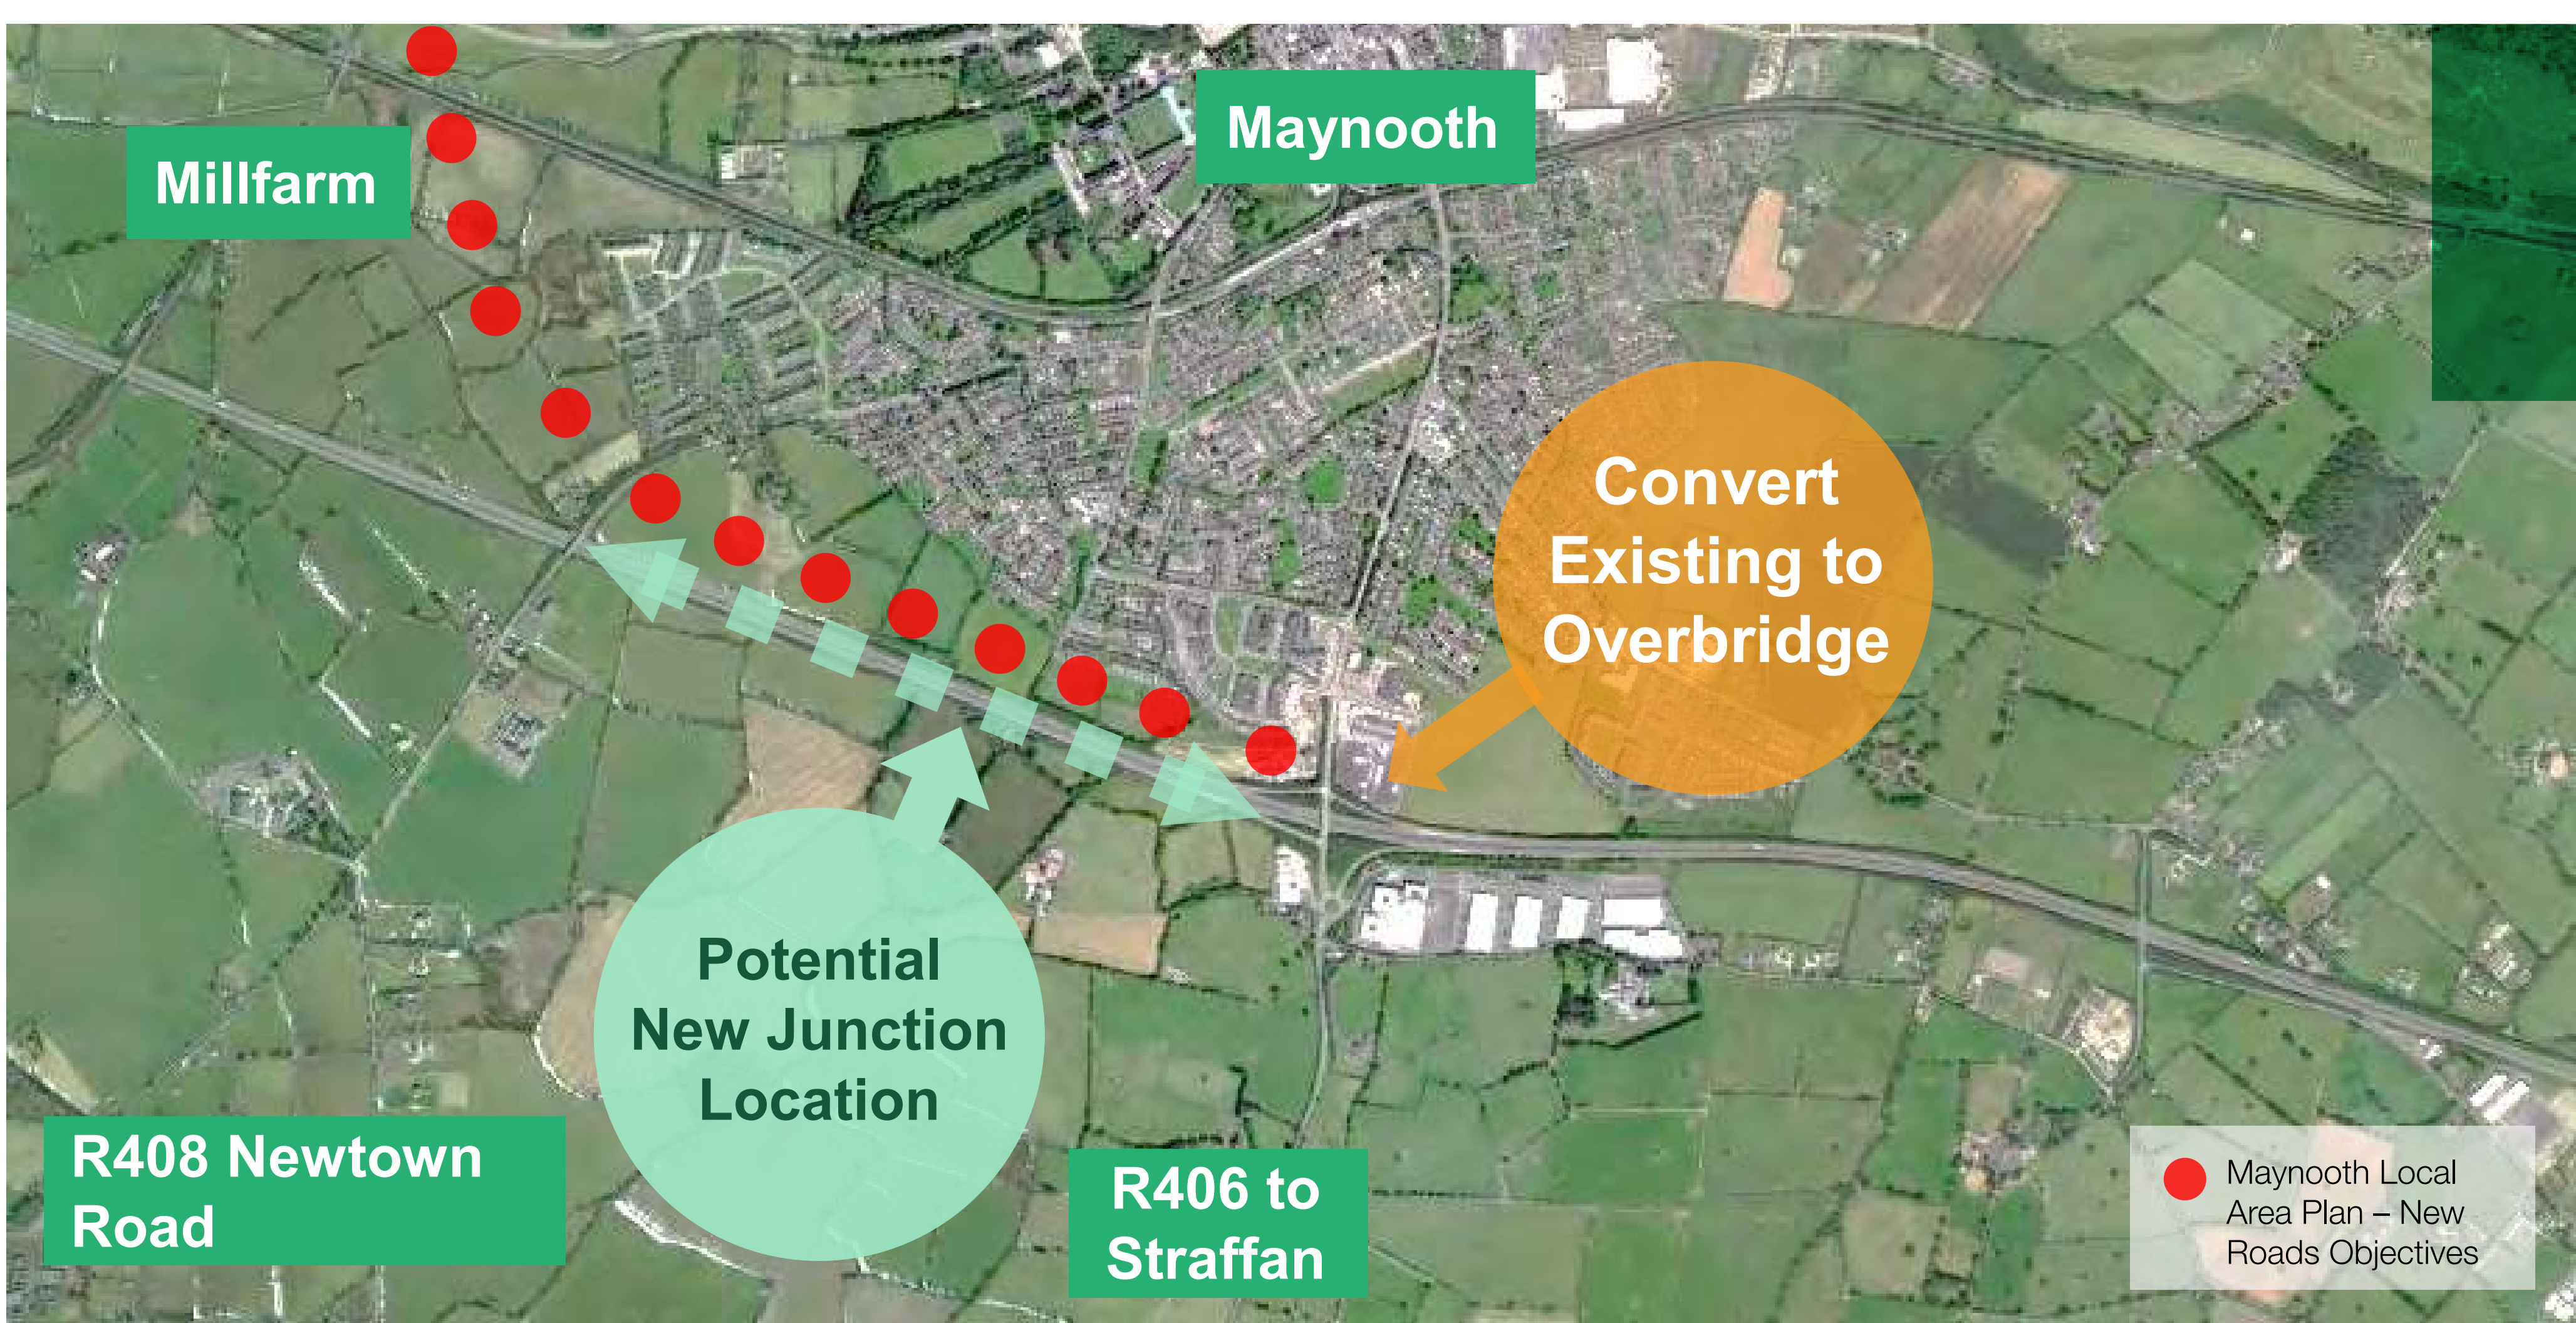 Maynooth
Millfarm
Convert
Existing to
Overbridge
Potential
New Junction
Location
R408 Newtown
Road
R406 to
Straffan
Maynooth Local
Area Plan – New
Roads Objectives